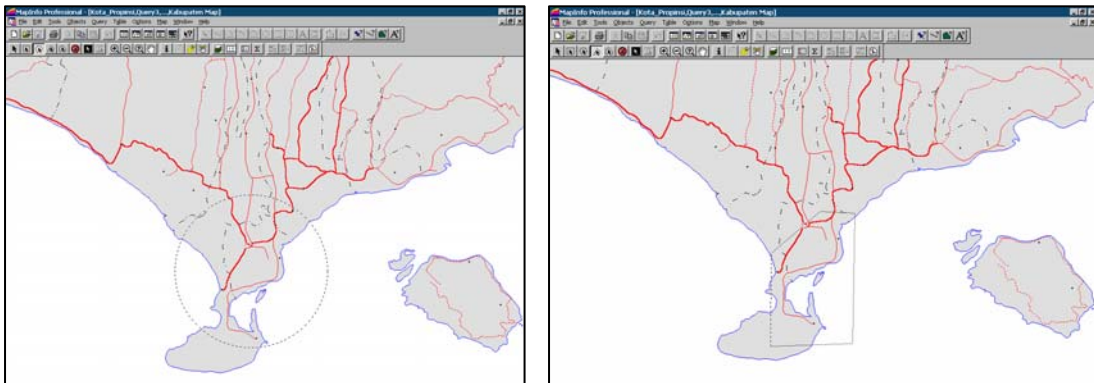 MapInfo Professional - [Kota_Propinsi,Query3,...,Kabupaten Map]
File Edit Tools Objects Query Table Options Map Window Help
MapInfo Professional - [Kota_Propinsi,Query3,...,Kabupaten Map]
File Edit Tools Objects Query Table Options Map Window Help